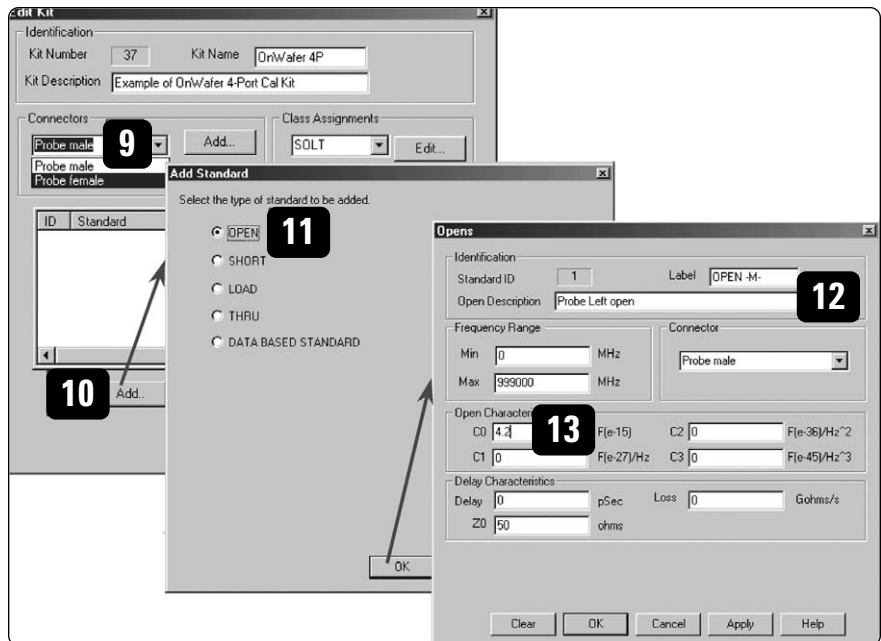 Edit Kit
Identification
Kit Number 37 Kit Name OnWafer 4P
Kit Description Example of OnWafer 4-Port Cal Kit
Connectors
Probe male
9
Add...
Probe male
Probe female
Class Assignments
SOLT Edit...
ID Standard
10
Add..
Add Standard
Select the type of standard to be added.
OPEN
11
SHORT
LOAD
THRU
DATA BASED STANDARD
OK
Opens
Identification
Standard ID 1 Label OPEN -M-
Open Description Probe Left open
12
Frequency Range
Min 0 MHz
Max 999000 MHz
Connector
Probe male
Open Characteri
13
C0 4.2 F(e-15) C2 0 F(e-36)/Hz^2
C1 0 F(e-27)/Hz C3 0 F(e-45)/Hz^3
Delay Characteristics
Delay 0 pSec Loss 0 Gohms/s
Z0 50 ohms
Clear OK Cancel Apply Help